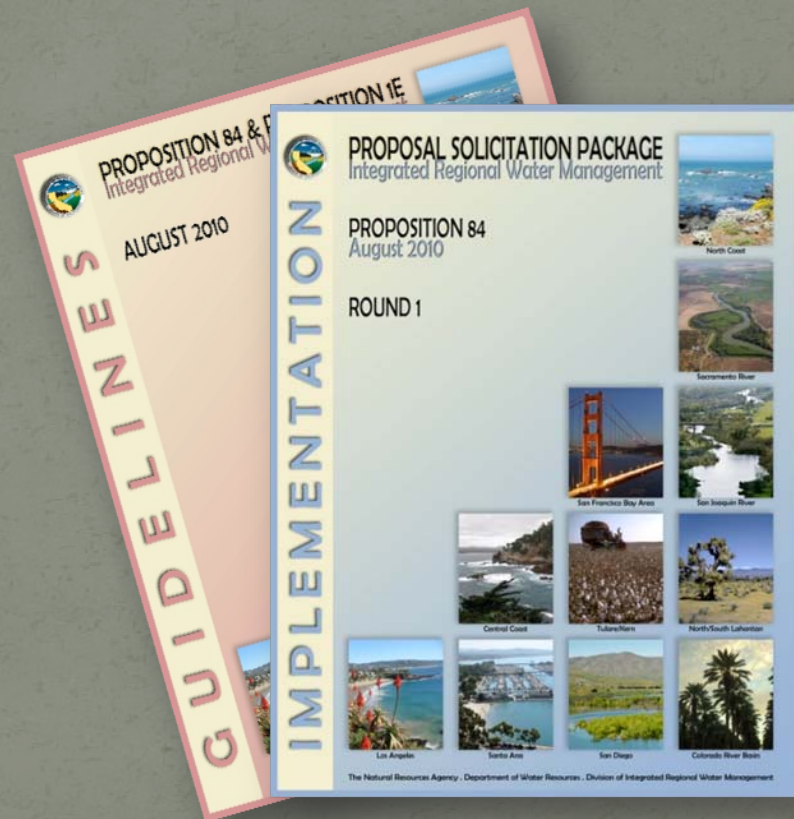 PROPOSITION 84 & P OSITION 1E
Integrated Regional W
AUGUST 2010
GUIDELINES
PROPOSAL SOLICITATION PACKAGE
Integrated Regional Water Management
PROPOSITION 84
August 2010
ROUND 1
IMPLEMENTATION
North Coast
Sacramento River
San Francisco Bay Area
San Joaquin River
Central Coast
Tulare/Kern
North/South Lahontan
Los Angeles
Santa Ana
San Diego
Colorado River Basin
The Natural Resources Agency . Department of Water Resources . Division of Integrated Regional Water Management